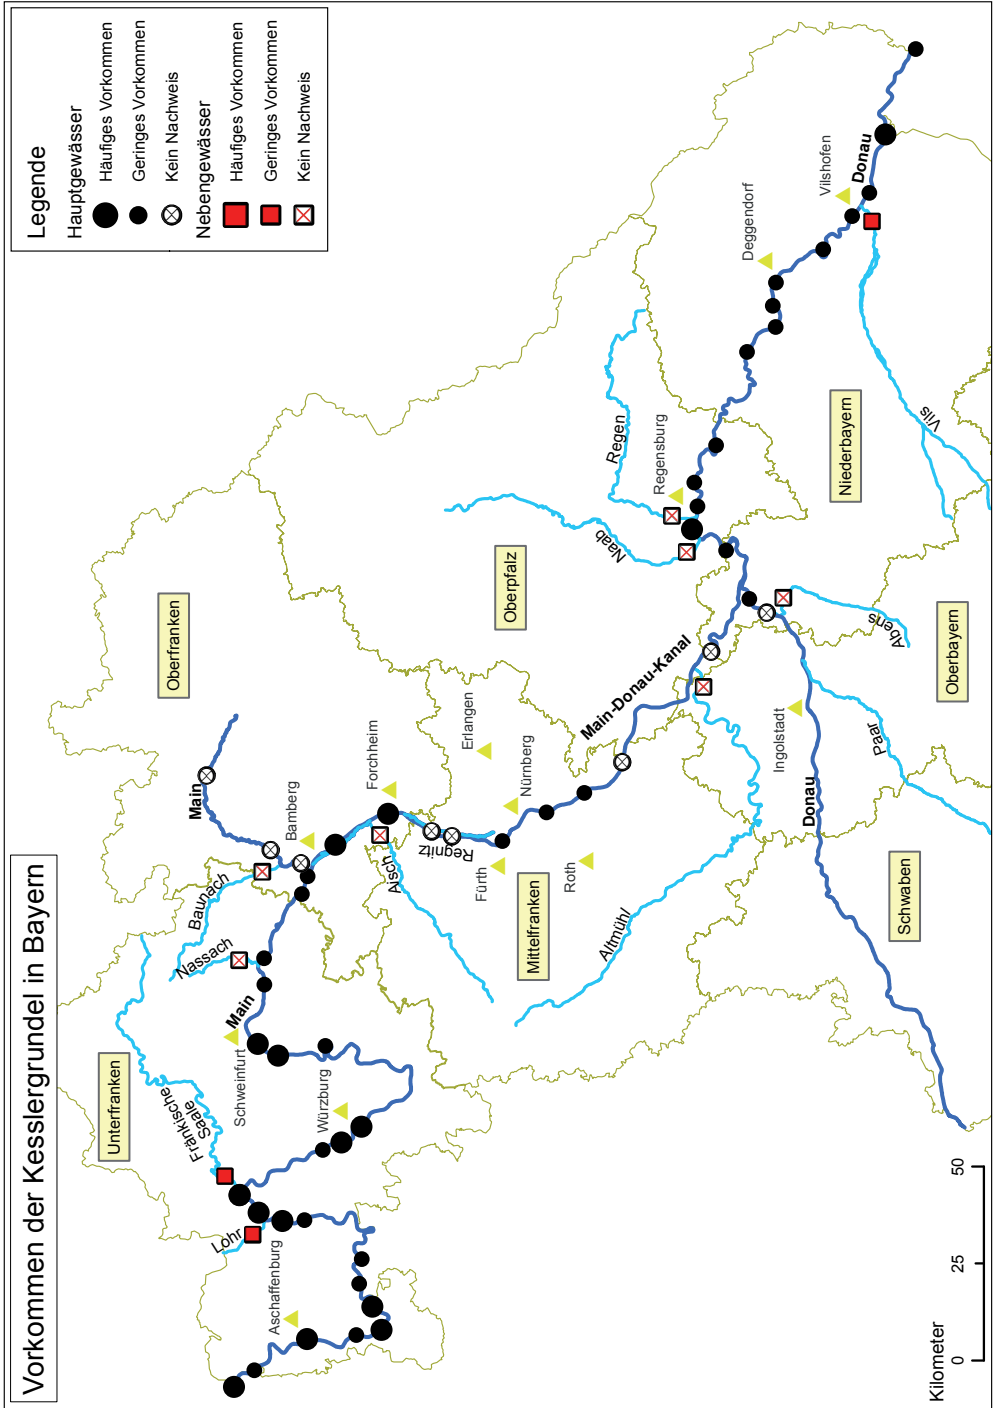 Vorkommen der Kesslergrundel in Bayern
Legende
Hauptgewässer
Häufiges Vorkommen
Geringes Vorkommen
Kein Nachweis
Nebengewässer
Häufiges Vorkommen
Geringes Vorkommen
Kein Nachweis
Unterfranken
Oberfranken
Fränkische
Saale
Nassach
Baunach
Main
Main
Lohr
Schweinfurt
Bamberg
Aschaffenburg
Würzburg
Forchheim
Aisch
Regnitz
Erlangen
Nürnberg
Fürth
Roth
Mittelfranken
Altmühl
Main-Donau-Kanal
Oberpfalz
Naab
Regen
Regensburg
Deggendorf
Vilshofen
Donau
Ingolstadt
Donau
Niederbayern
Vils
Abens
Paar
Schwaben
Oberbayern
Kilometer
0
25
50